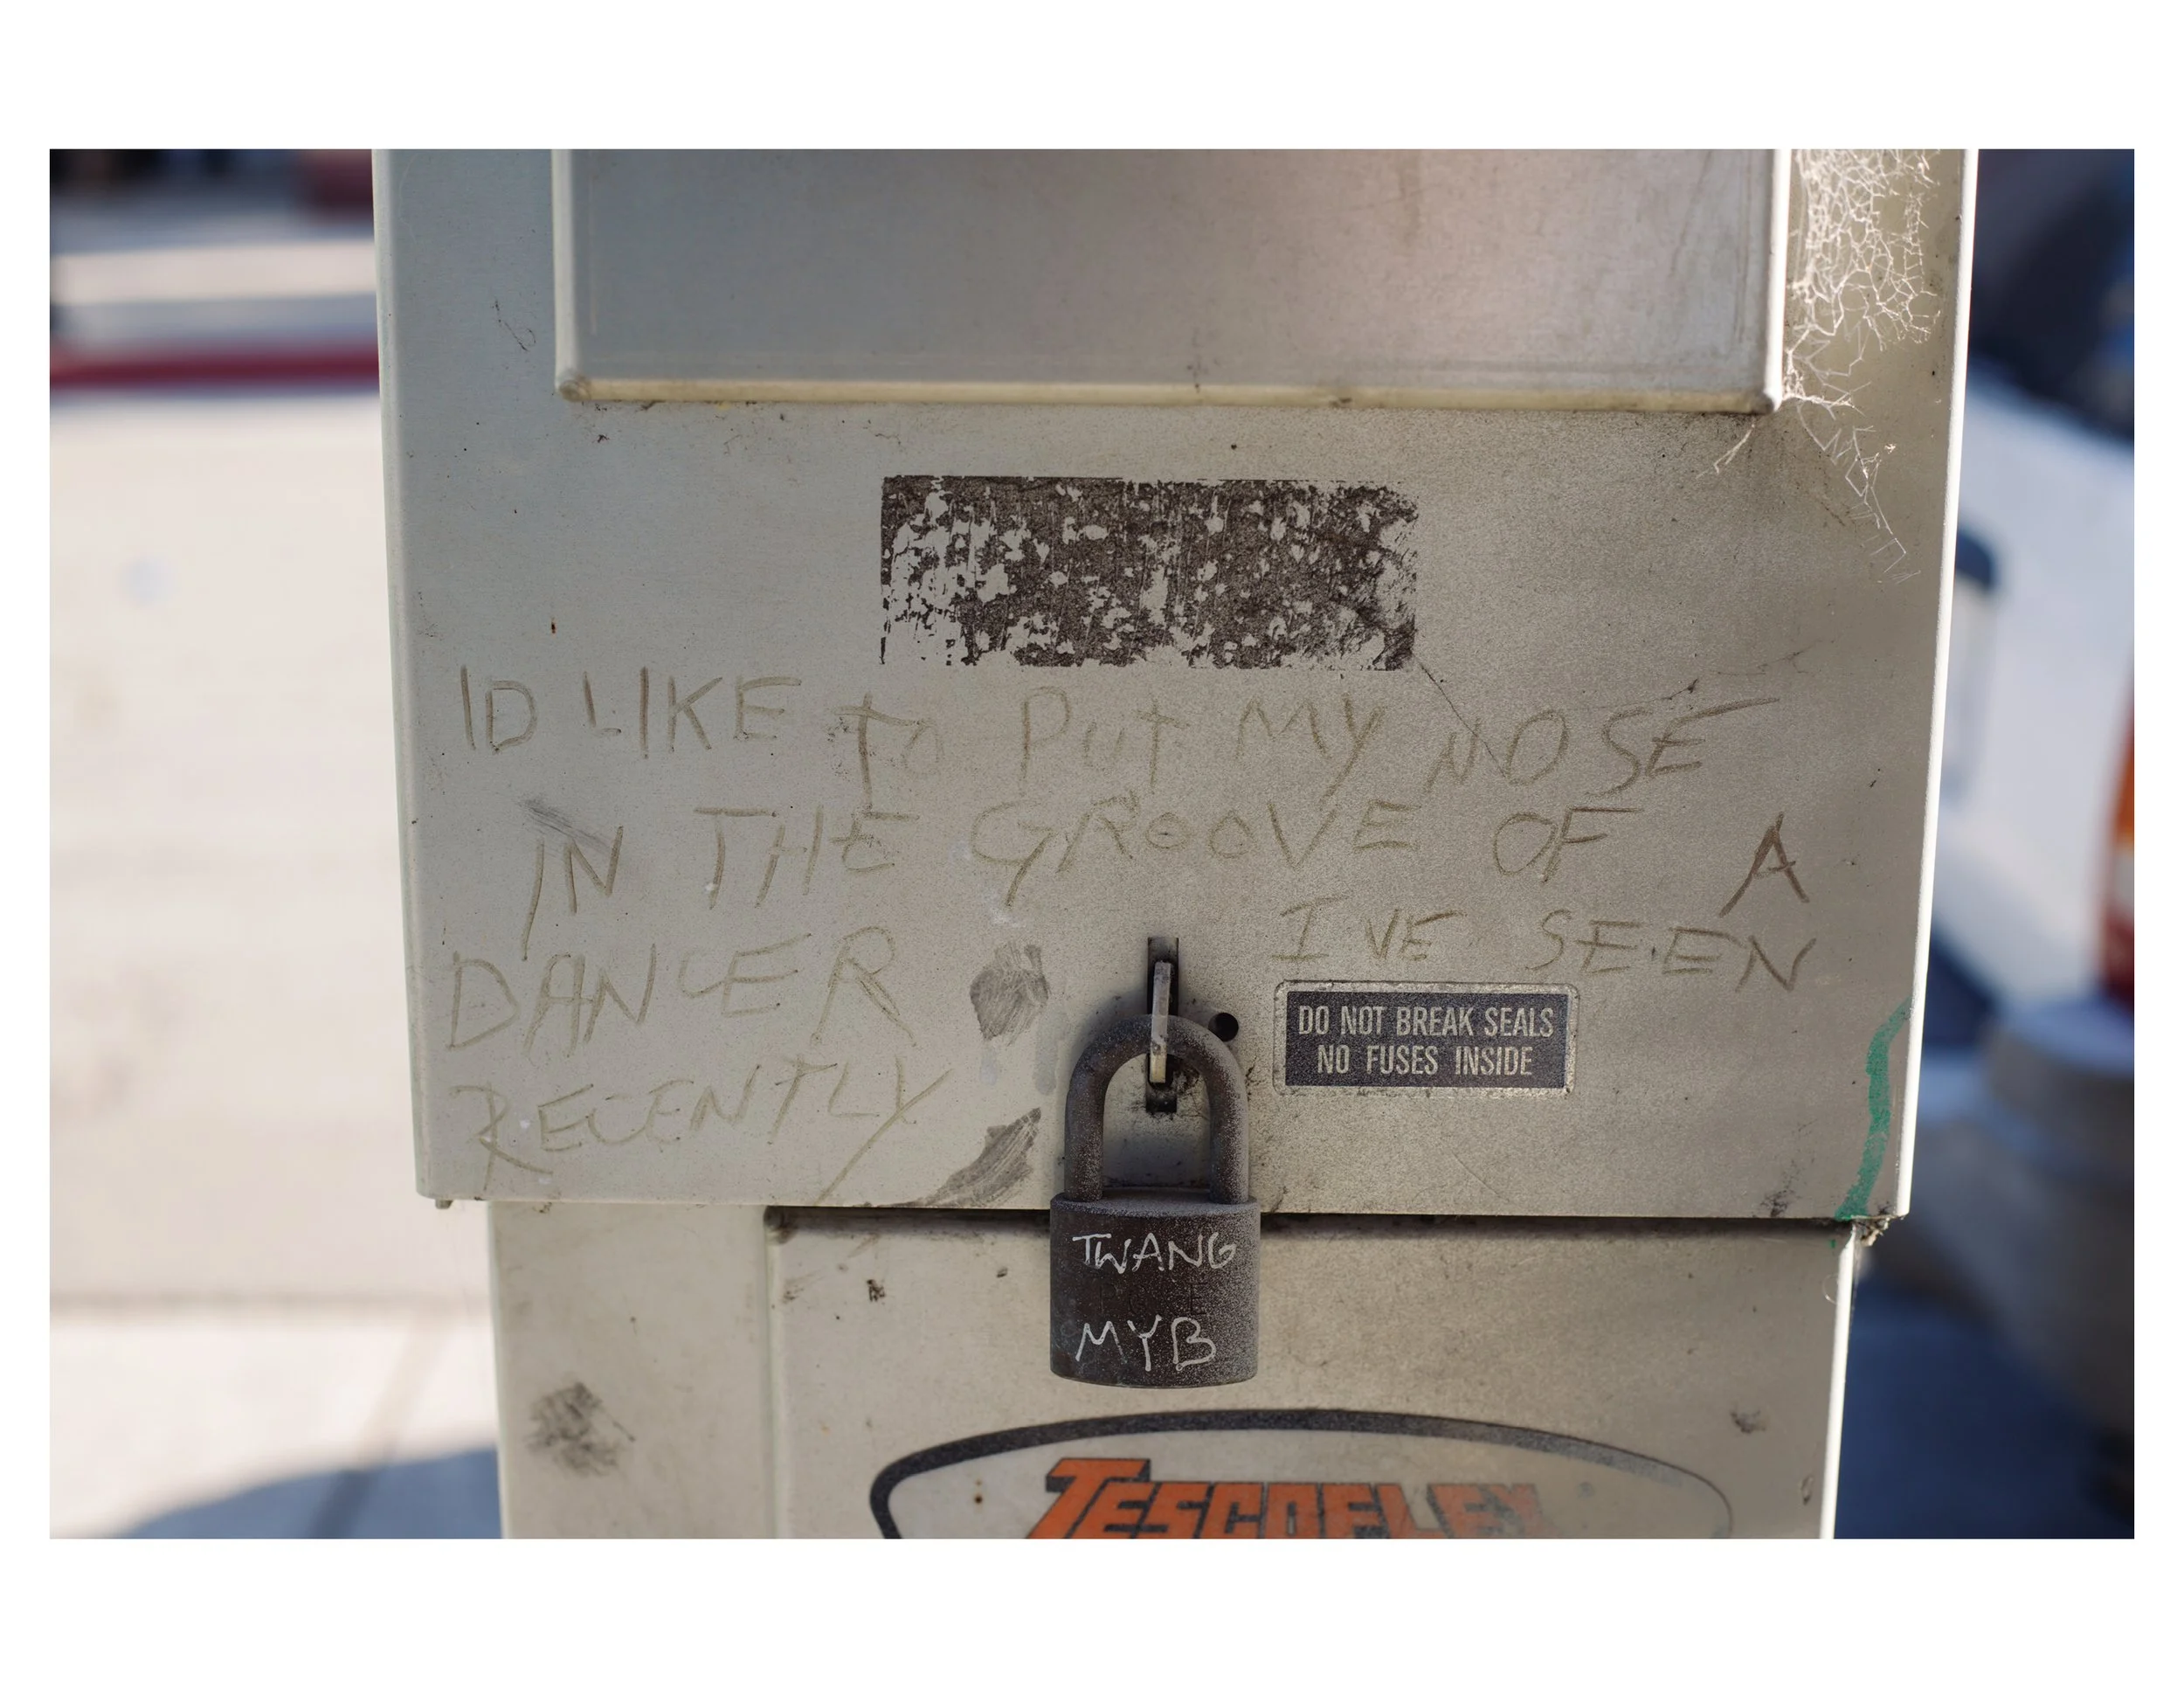 ID LIKE to Put MY NOSE
IN THE GROOVE OF A
DANCER I'VE SEEN
RECENTLY
DO NOT BREAK SEALS
NO FUSES INSIDE
TWANG
MYB
TESCOFLEX